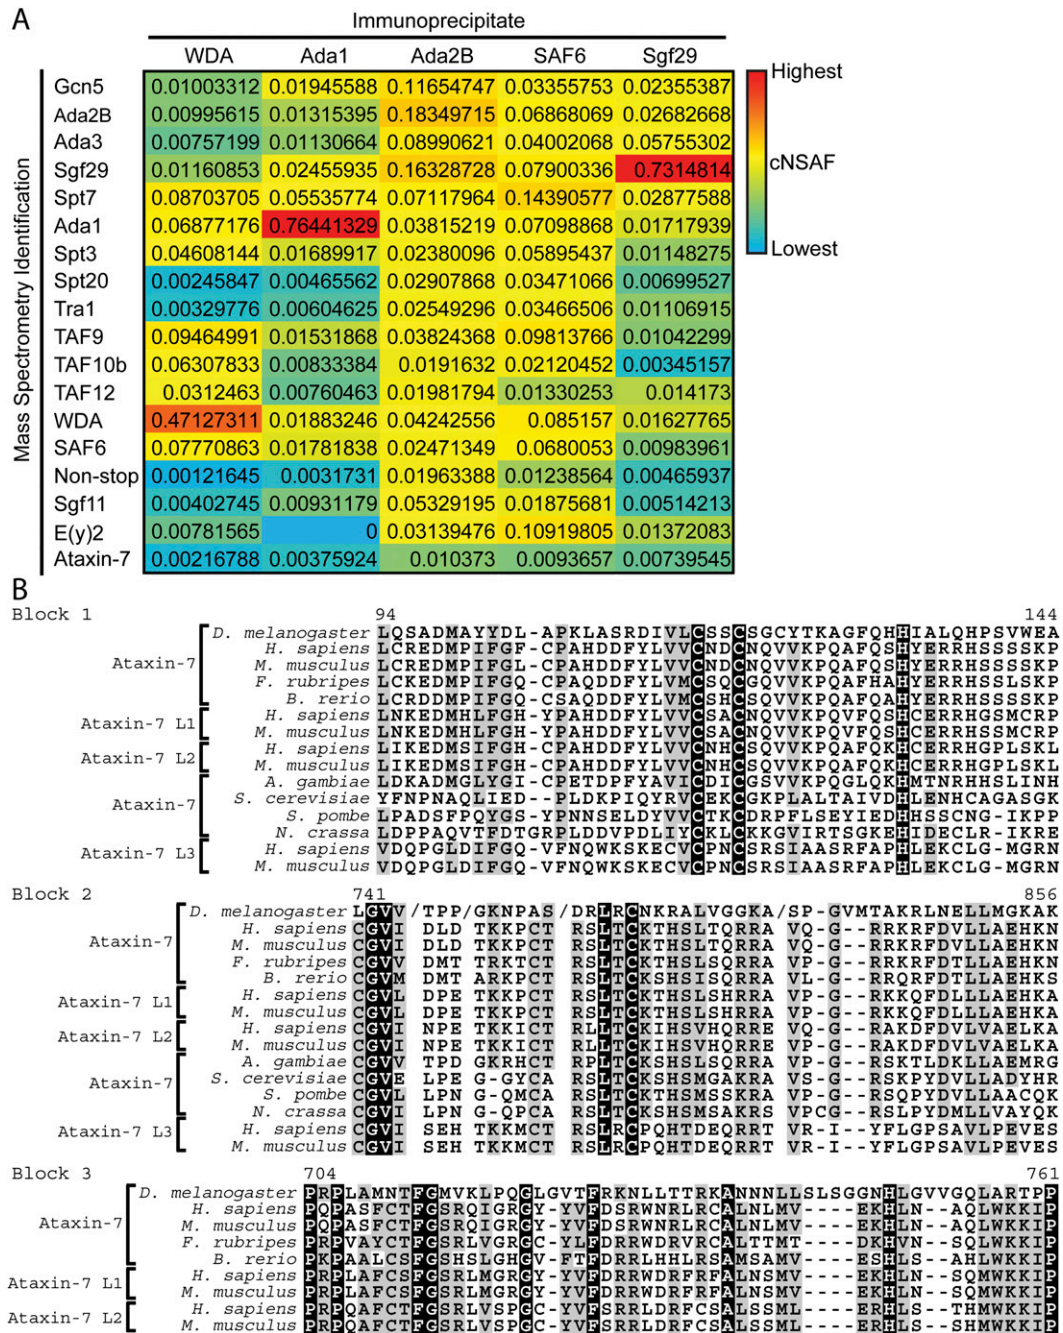 A
Immunoprecipitate
WDA Ada1 Ada2B SAF6 Sgf29
Mass Spectrometry Identification
Gcn5 0.01003312 0.01945588 0.11654747 0.03355753 0.02355387
Ada2B 0.00995615 0.01315395 0.18349715 0.06868069 0.02682668
Ada3 0.00757199 0.01130664 0.08990621 0.04002068 0.05755302
Sgf29 0.01160853 0.02455935 0.16328728 0.07900336 0.7314814
Spt7 0.08703705 0.05535774 0.07117964 0.14390577 0.02877588
Ada1 0.06877176 0.76441329 0.03815219 0.07098868 0.01717939
Spt3 0.04608144 0.01689917 0.02380096 0.05895437 0.01148275
Spt20 0.00245847 0.00465562 0.02907868 0.03471066 0.00699527
Tra1 0.00329776 0.00604625 0.02549296 0.03466506 0.01106915
TAF9 0.09464991 0.01531868 0.03824368 0.09813766 0.01042299
TAF10b 0.06307833 0.00833384 0.0191632 0.02120452 0.00345157
TAF12 0.0312463 0.00760463 0.01981794 0.01330253 0.014173
WDA 0.47127311 0.01883246 0.04242556 0.085157 0.01627765
SAF6 0.07770863 0.01781838 0.02471349 0.0680053 0.00983961
Non-stop 0.00121645 0.0031731 0.01963388 0.01238564 0.00465937
Sgf11 0.00402745 0.00931179 0.05329195 0.01875681 0.00514213
E(y)2 0.00781565 0 0.03139476 0.10919805 0.01372083
Ataxin-7 0.00216788 0.00375924 0.010373 0.0093657 0.00739545
Highest
cNSAF
Lowest
B
Block 1
94 144
D. melanogaster LQSADMAYYDL-APKLASRDIVLCSSCSGCYTKAGFQHHIALQHPSVWEA
Ataxin-7
H. sapiens LCREDMPIFGF-CPAHDDFYLVVCNDCNQVVKPQAFQSHYERRHSSSSKP
M. musculus LCREDMPIFGL-CPAHDDFYLVVCNDCNQVVKPQAFQSHYERRHSSSSKP
F. rubripes LCKEDMPIFGQ-CPAQDDFYLVMCSQCGQVVKPQAFHAHYERRHSSLSKP
B. rerio LCRDDMPIFGQ-CSAQDDFYLVMCSHCSQVVKPQAFQAHYERRHSSSSKP
Ataxin-7 L1
H. sapiens LNKEDMHLFGH-YPAHDDFYLVVCSACNQVVKPQVFQSHCERRHGSMCRP
M. musculus LNKEDMHLFGH-YPAHDDFYLVVCSACNQVVKPQVFQSHCERRHGSMCRP
Ataxin-7 L2
H. sapiens LIKEDMSIFGH-CPAHDDFYLVVCNHCSQVVKPQAFQKHCERRHGPLSKL
M. musculus LIKEDMSIFGH-CPAHDDFYLVVCNHCSQVVKPQAFQKHCERRHGPLSKL
Ataxin-7
A. gambiae LDKADMGLYGI-CPETDPFYAVICDICGSVVKPQGLQKHMTNRHHSLINH
S. cerevisiae YFNPNAQLIED--PLDKPIQYRVCEKCGKPLALTAIVDHLENHCAGASGK
S. pombe LPADSFPQYGS-YPNNSELDYVVCTKCDRPFLSEYIEDHHSSCNG-IKPP
N. crassa LDPPAQVTFDTGRPLDDVPDLIYCKLCKKGVIRTSGKEHIDECLR-IKRE
Ataxin-7 L3
H. sapiens VDQPGLDIFGQ-VFNQWKSKECVCPNCSRSIAASRFAPHLEKCLG-MGRN
M. musculus VDQPGLDIFGQ-VFNQWKSKECVCPNCSRSIAASRFAPHLEKCLG-MGRN
Block 2
741 856
D. melanogaster LGVV/TPP/GKNPAS/DRLRCNKRALVGGKA/SP-GVMTAKRLNELLMGKAK
Ataxin-7
H. sapiens CGVI DLD TKKPCT RSLTCKTHSLTQRRA VQ-G--RRKRFDVLLAEHKN
M. musculus CGVI DLD TKKPCT RSLTCKTHSLTQRRA VQ-G--RRKRFDVLLAEHKN
F. rubripes CGVV DMT TRKTCT RSLTCKTHSLTQRRA VP-G--RRKRFDTLLAEHKN
B. rerio CGVM DMT ARKPCT RSLTCKSHSLSQRRA VL-G--RRQRFDTLLAEHKS
Ataxin-7 L1
H. sapiens CGVL DPE TKKPCT RSLTCKTHSLSHRRA VP-G--RKKQFDLLLAEHKA
M. musculus CGVL DPE TKKPCT RSLTCKTHSLSHRRA VP-G--RKKQFDLLLAEHKA
Ataxin-7 L2
H. sapiens CGVI NPE TKKICT RLLTCKIHSVHQRRE VQ-G--RAKDFDVLVAELKA
M. musculus CGVI NPE TKKICT RLLTCKIHSVHQRRE VQ-G--RAKDFDVLVAELKN
Ataxin-7
A. gambiae CGVV TPD GKRHCT RPLTCKSHSLSLRRA VP-G--RSKTLDKLLAEMRG
S. cerevisiae CGVE LPEG-GYCA RSLTCKSHSMGAKRA VS-G--RSKPYDVLLADYHR
S. pombe CGVL LPNG-QMCA RSLTCKSHSMSSKRA VP-G--RSQPYDVLLAACQK
N. crassa CGVI LPNG-QPCT RSLTCKTHSMSAKRS VPCG--RSLPYDMLLVAYQK
Ataxin-7 L3
H. sapiens CGVI SEHTKKMCT RSLRCPQHTDEQRRT VR-I--YFLGPSAVLPEVES
M. musculus CGVI SEHTKKMCT RSLRCPQHTDEQRRT VR-I--YFLGPSAVLPEVES
Block 3
704 761
D. melanogaster PRPLAMNTFGMVKLPQGLGVTFRKNLLTTRKANNNLLSLSGGNHLGVVGQLARTPP
Ataxin-7
H. sapiens PQPASFCTFGSRQIGRGY-YVFDSRWNRLRCALNLMV----EKHLN--AQLWKKIP
M. musculus PQPASFCTFGSRQIGRGY-YVFDSRWNRLRCALNLMV----EKHLN--AQLWKKIP
F. rubripes PRPVAYCTFGSRLVGRGC-YLFDRRWDRVRCALTTMT----DKHVN--SQLWKKIP
B. rerio PKPAALCSFGSHSLGHGV-FTFDRRLHHLRCAMSAMV----ESHLS--AHLWKKIP
Ataxin-7 L1
H. sapiens PRPLAFCSFGSRLMGRGY-YVFDRRWDRFRFALNSMV----EKHLN--SQMWKKIP
M. musculus PRPLAFCSFGSRLMGRGY-YVFDRRWDRFRFALNSMV----EKHLN--SQMWKKIP
Ataxin-7 L2
H. sapiens PRPQAFCTFGSRLVSPGC-YVFSRRLDRFCSALSSML----ERHLS--THMWKKIP
M. musculus PRPQAFCTFGSRLVSPGC-YVFSRRLDRFCSALSSML----ERHLS--SHMWKKIP